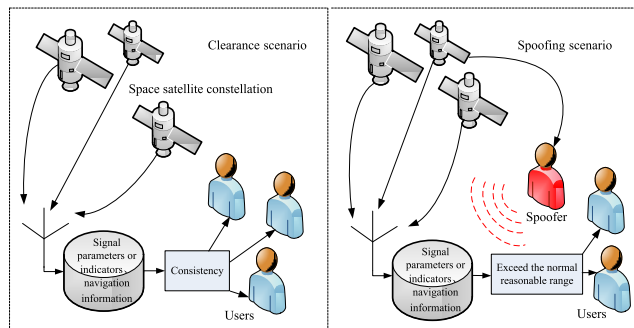 Clearance scenario
Space satellite constellation
Signal
parameters or
indicators、
navigation
information
Consistency
Users
Spoofing scenario
Spoofer
Signal
parameters or
indicators、
navigation
information
Exceed the normal
reasonable range
Users